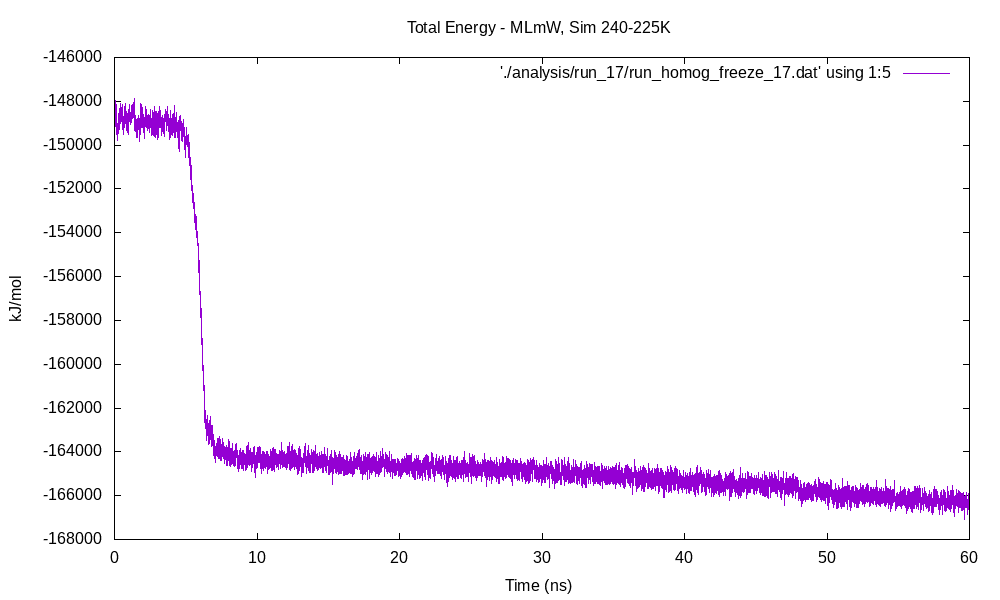 Total Energy - MLmW, Sim 240-225K
'./analysis/run_17/run_homog_freeze_17.dat' using 1:5
-146000
-148000
-150000
-152000
-154000
-156000
-158000
-160000
-162000
-164000
-166000
-168000
kJ/mol
0 10 20 30 40 50 60
Time (ns)